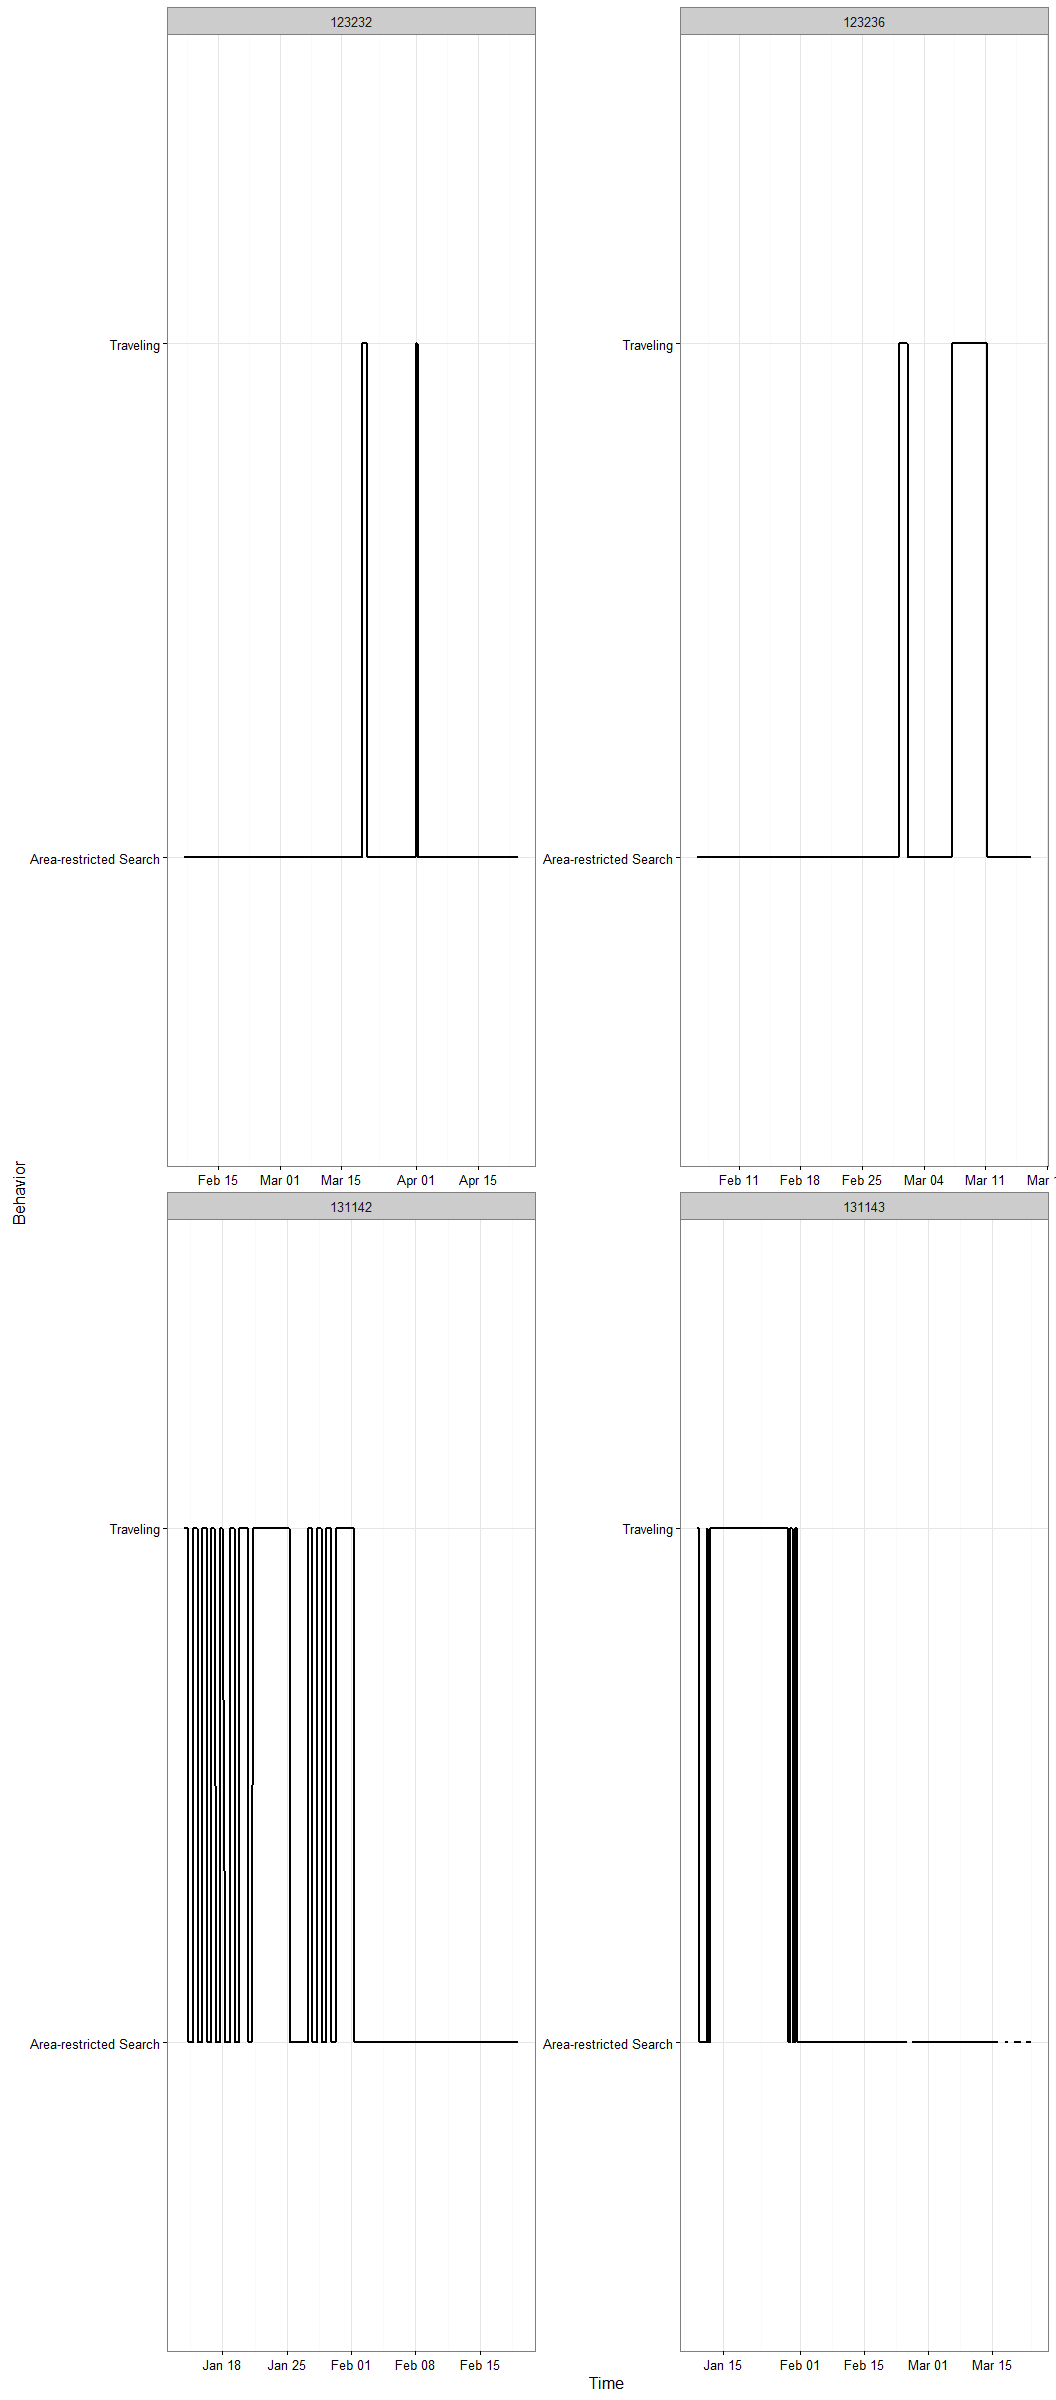 123232
123236
Traveling
Area-restricted Search
Traveling
Area-restricted Search
Feb 15 Mar 01 Mar 15 Apr 01 Apr 15
Feb 11 Feb 18 Feb 25 Mar 04 Mar 11 Mar
Behavior
131142
131143
Traveling
Area-restricted Search
Traveling
Area-restricted Search
Jan 18 Jan 25 Feb 01 Feb 08 Feb 15
Jan 15 Feb 01 Feb 15 Mar 01 Mar 15
Time